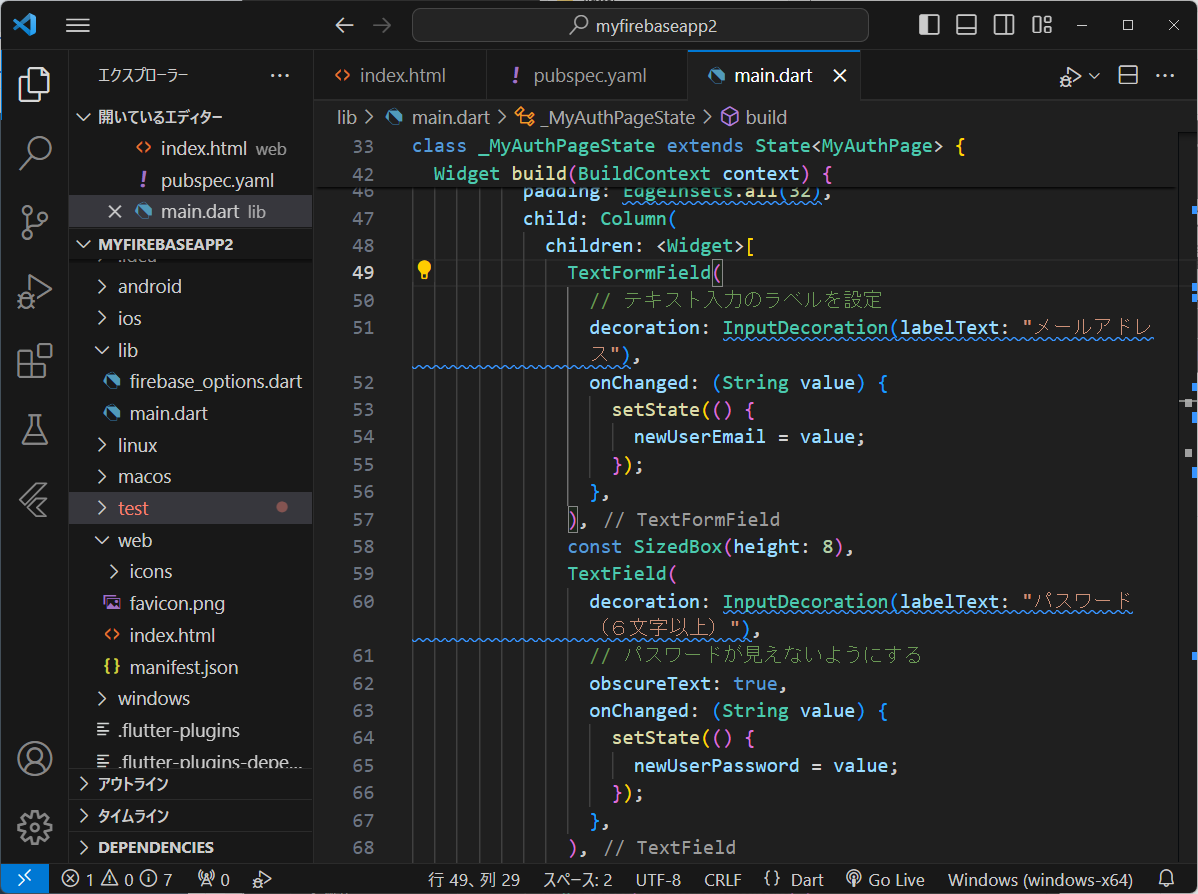 myfirebaseapp2
エクスプローラー
index.html
pubspec.yaml
main.dart
開いているエディター
index.html web
pubspec.yaml
main.dart lib
MYFIREBASEAPP2
.idea
android
ios
lib
firebase_options.dart
main.dart
linux
macos
test
web
icons
favicon.png
index.html
manifest.json
windows
.flutter-plugins
.flutter-plugins-depe...
アウトライン
タイムライン
DEPENDENCIES
lib > main.dart > _MyAuthPageState > build
33 class _MyAuthPageState extends State<MyAuthPage> {
42 Widget build(BuildContext context) {
46 padding: EdgeInsets.all(32),
47 child: Column(
48 children: <Widget>[
49 TextFormField(
50 // テキスト入力のラベルを設定
51 decoration: InputDecoration(labelText: "メールアドレ
ス"),
52 onChanged: (String value) {
53 setState(() {
54 newUserEmail = value;
55 });
56 },
57 ), // TextFormField
58 const SizedBox(height: 8),
59 TextField(
60 decoration: InputDecoration(labelText: "パスワード
（６文字以上）"),
61 // パスワードが見えないようにする
62 obscureText: true,
63 onChanged: (String value) {
64 setState(() {
65 newUserPassword = value;
66 });
67 },
68 ), // TextField
1 0 7 0 行 49、列 29 スペース: 2 UTF-8 CRLF {} Dart Go Live Windows (windows-x64)